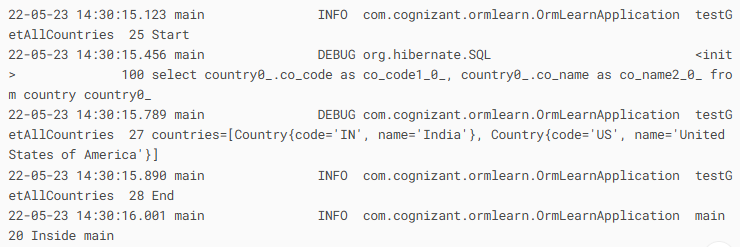 22-05-23 14:30:15.123 main                 INFO  com.cognizant.ormlearn.OrmLearnApplication  testG
etAllCountries  25 Start
22-05-23 14:30:15.456 main                 DEBUG org.hibernate.SQL                           <init
>              100 select country0_.co_code as co_code1_0_, country0_.co_name as co_name2_0_ fro
m country country0_
22-05-23 14:30:15.789 main                 DEBUG com.cognizant.ormlearn.OrmLearnApplication  testG
etAllCountries  27 countries=[Country{code='IN', name='India'}, Country{code='US', name='United
States of America'}]
22-05-23 14:30:15.890 main                 INFO  com.cognizant.ormlearn.OrmLearnApplication  testG
etAllCountries  28 End
22-05-23 14:30:16.001 main                 INFO  com.cognizant.ormlearn.OrmLearnApplication  main
20 Inside main